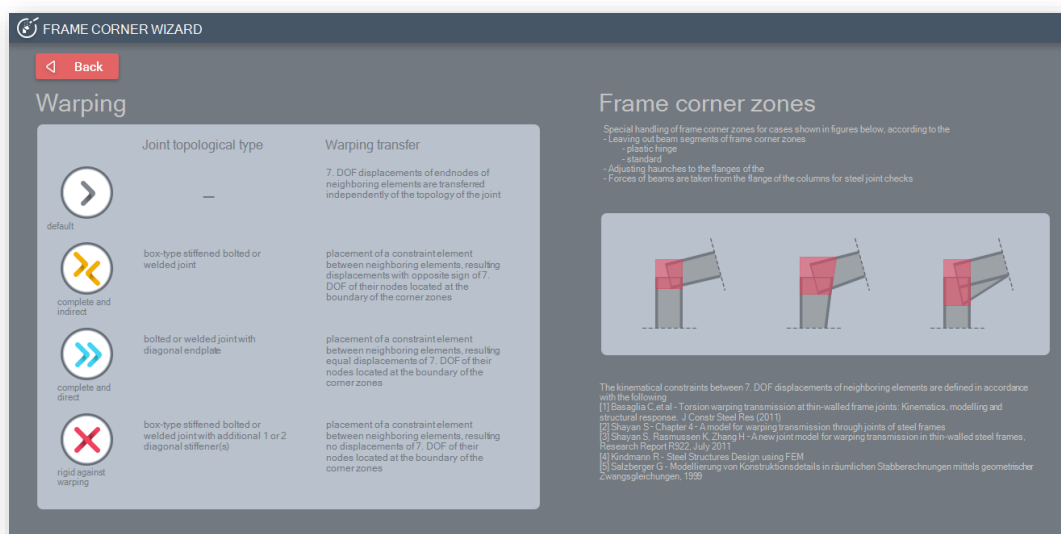 FRAME CORNER WIZARD
Back
Warping
Joint topological type
Warping transfer
default
—
7. DOF displacements of endnodes of
neighboring elements are transferred
independently of the topology of the joint
complete and
indirect
box-type stiffened bolted or
welded joint
placement of a constraint element
between neighboring elements, resulting
displacements with opposite sign of 7.
DOF of their nodes located at the
boundary of the corner zones
complete and
direct
bolted or welded joint with
diagonal endplate
placement of a constraint element
between neighboring elements, resulting
equal displacements of 7. DOF of their
nodes located at the boundary of the
corner zones
rigid against
warping
box-type stiffened bolted or
welded joint with additional 1 or 2
diagonal stiffener(s)
placement of a constraint element
between neighboring elements, resulting
no displacements of 7. DOF of their
nodes located at the boundary of the
corner zones
Frame corner zones
Special handling of frame corner zones for cases shown in figures below, according to the
- Leaving out beam segments of frame corner zones
- plastic hinge
- standard
- Adjusting haunches to the flanges of the
- Forces of beams are taken from the flange of the columns for steel joint checks
The kinematical constraints between 7. DOF displacements of neighboring elements are defined in accordance
with the following
[1] Basaglia C,et al - Torsion warping transmission at thin-walled frame joints: Kinematics, modelling and
structural response, J Constr Steel Res (2011)
[2] Shayan S - Chapter 4 - A model for warping transmission through joints of steel frames
[3] Shayan S, Rasmussen K, Zhang H - A new joint model for warping transmission in thin-walled steel frames,
Research Report R922, July 2011
[4] Kindmann R - Steel Structures Design using FEM
[5] Salzberger G - Modellierung von Konstruktionsdetails in räumlichen Stabberechnungen mittels geometrischer
Zwangsgleichungen, 1999